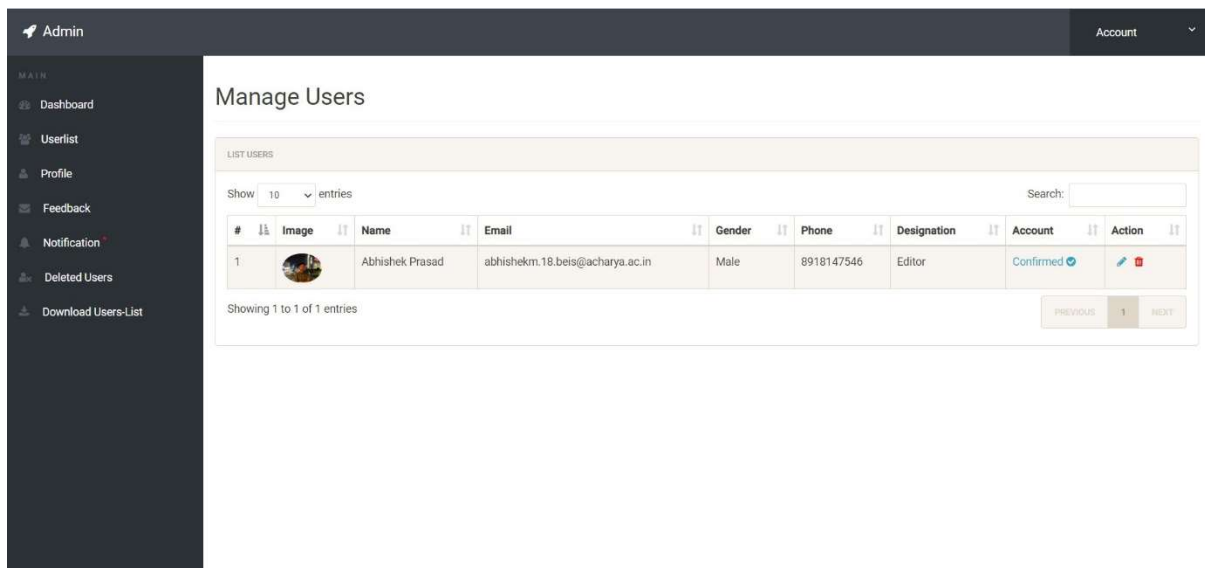 Admin
Account
MAIN
Dashboard
Userlist
Profile
Feedback
Notification *
Deleted Users
Download Users-List
Manage Users
LIST USERS
Show 10 entries
Search:
# Image Name Email Gender Phone Designation Account Action
1 Abhishek Prasad abhishekm.18.beis@acharya.ac.in Male 8918147546 Editor Confirmed
Showing 1 to 1 of 1 entries
PREVIOUS 1 NEXT